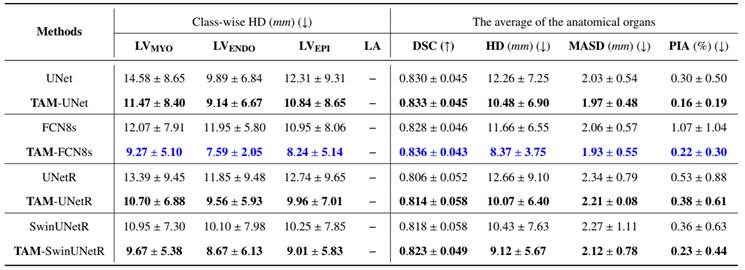 Methods Class-wise HD (mm) (↓) The average of the anatomical organs
LV_MYO LV_ENDO LV_EPI LA DSC (↑) HD (mm) (↓) MASD (mm) (↓) PIA (%) (↓)
UNet 14.58 ± 8.65 9.89 ± 6.84 12.31 ± 9.31 – 0.830 ± 0.045 12.26 ± 7.25 2.03 ± 0.54 0.30 ± 0.50
TAM-UNet 11.47 ± 8.40 9.14 ± 6.67 10.84 ± 8.65 – 0.833 ± 0.045 10.48 ± 6.90 1.97 ± 0.48 0.16 ± 0.19
FCN8s 12.07 ± 7.91 11.95 ± 5.80 10.95 ± 8.06 – 0.828 ± 0.046 11.66 ± 6.55 2.06 ± 0.57 1.07 ± 1.04
TAM-FCN8s 9.27 ± 5.10 7.59 ± 2.05 8.24 ± 5.14 – 0.836 ± 0.043 8.37 ± 3.75 1.93 ± 0.55 0.22 ± 0.30
UNetR 13.39 ± 9.45 11.85 ± 9.48 12.74 ± 9.65 – 0.806 ± 0.052 12.66 ± 9.10 2.34 ± 0.79 0.53 ± 0.88
TAM-UNetR 10.70 ± 6.88 9.56 ± 5.93 9.96 ± 7.01 – 0.814 ± 0.058 10.07 ± 6.40 2.21 ± 0.08 0.38 ± 0.61
SwinUNetR 10.95 ± 7.30 10.10 ± 7.98 10.25 ± 7.85 – 0.818 ± 0.058 10.43 ± 7.63 2.27 ± 1.11 0.36 ± 0.63
TAM-SwinUNetR 9.67 ± 5.38 8.67 ± 6.13 9.01 ± 5.83 – 0.823 ± 0.049 9.12 ± 5.67 2.12 ± 0.78 0.23 ± 0.44